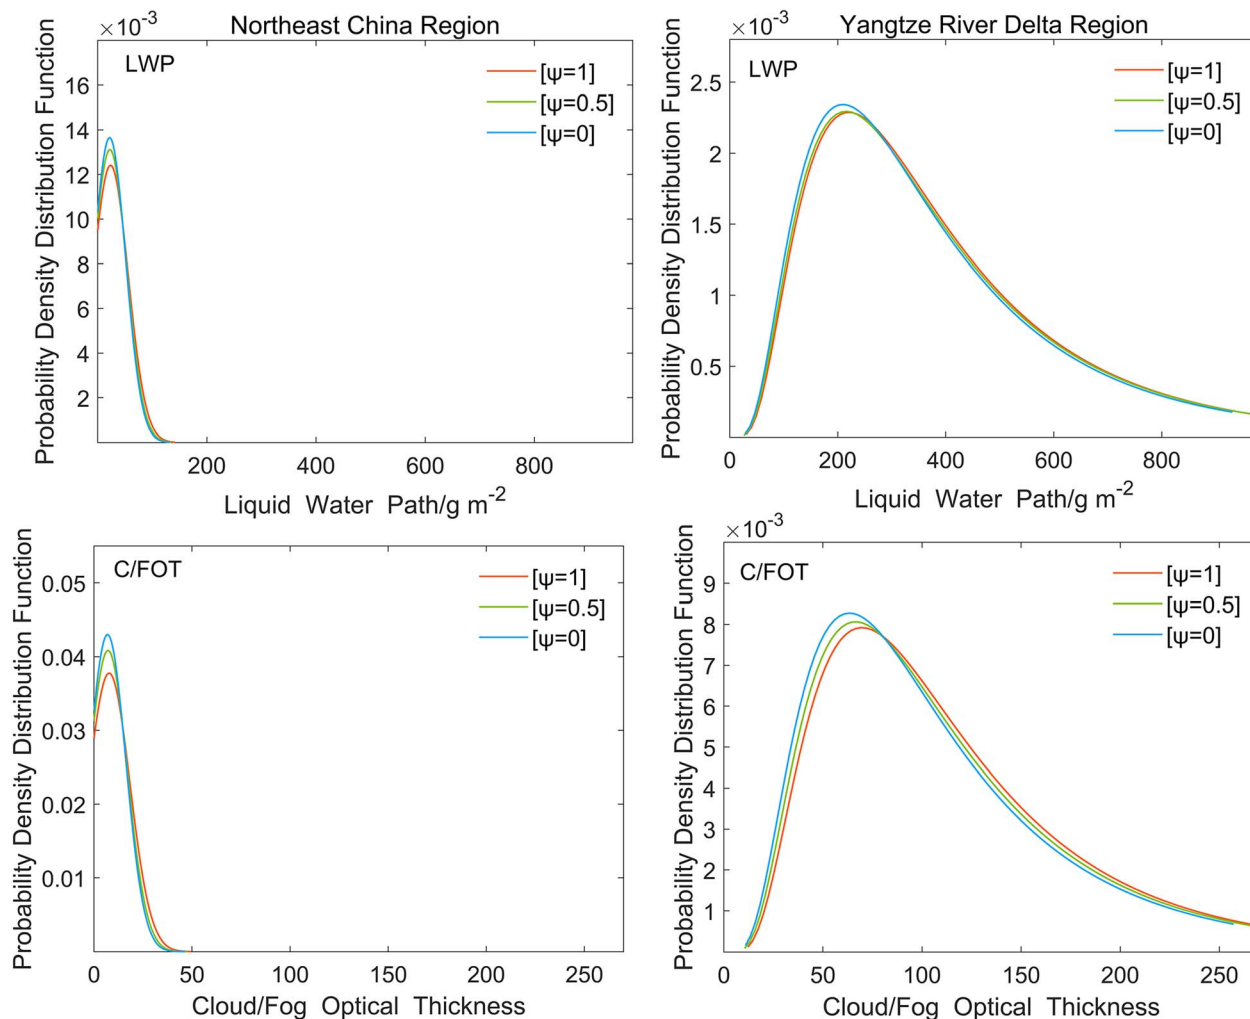 ×10⁻³
Northeast China Region
LWP
[ψ=1]
[ψ=0.5]
[ψ=0]
Probability Density Distribution Function
16
14
12
10
8
6
4
2
200
400
600
800
Liquid Water Path/g m⁻²
×10⁻³
Yangtze River Delta Region
LWP
[ψ=1]
[ψ=0.5]
[ψ=0]
Probability Density Distribution Function
2.5
2
1.5
1
0.5
0
200
400
600
800
Liquid Water Path/g m⁻²
C/FOT
[ψ=1]
[ψ=0.5]
[ψ=0]
Probability Density Distribution Function
0.05
0.04
0.03
0.02
0.01
0
50
100
150
200
250
Cloud/Fog Optical Thickness
×10⁻³
C/FOT
[ψ=1]
[ψ=0.5]
[ψ=0]
Probability Density Distribution Function
9
8
7
6
5
4
3
2
1
0
50
100
150
200
250
Cloud/Fog Optical Thickness